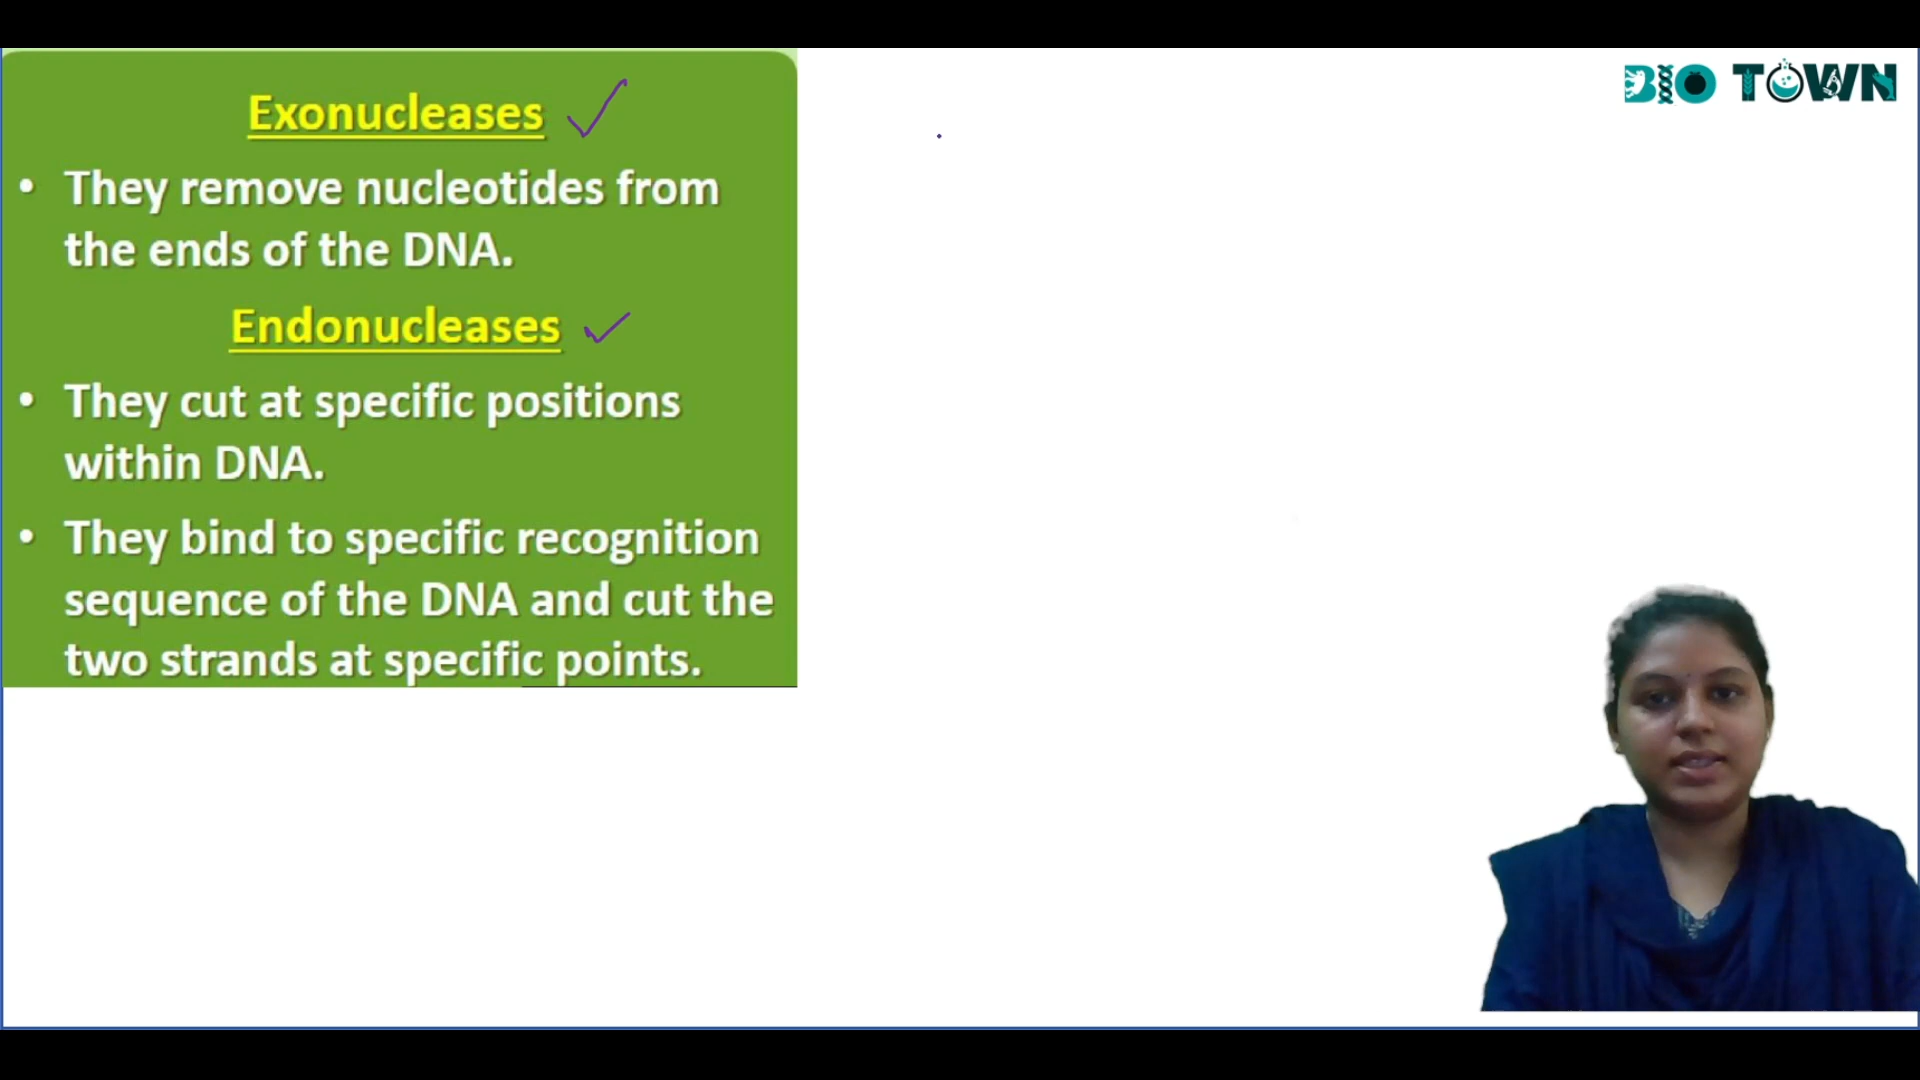 BIO TOWN
Exonucleases
• They remove nucleotides from
the ends of the DNA.
Endonucleases
• They cut at specific positions
within DNA.
• They bind to specific recognition
sequence of the DNA and cut the
two strands at specific points.